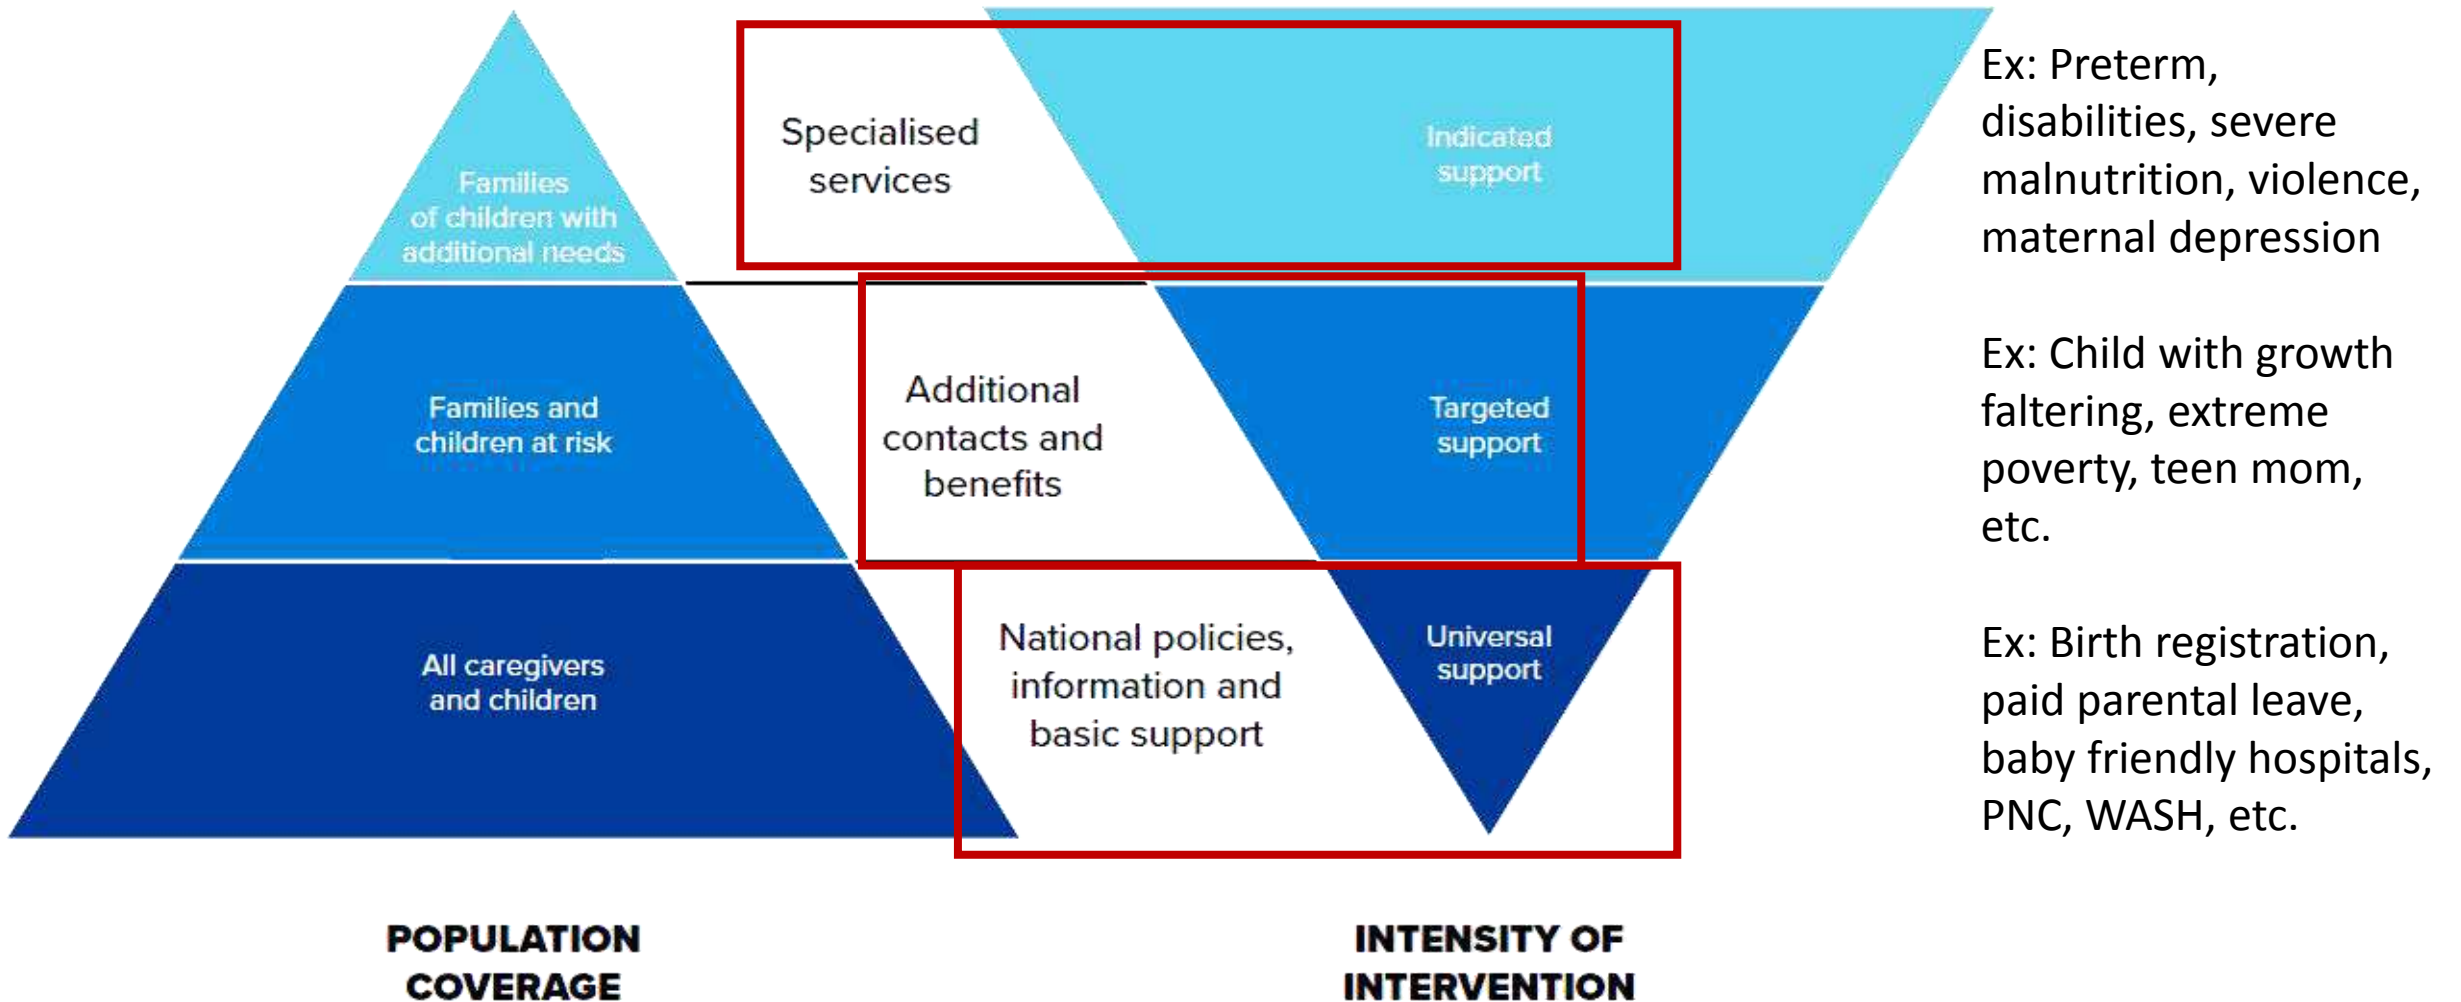 Families
of children with
additional needs
Specialised
services
Indicated
support
Ex: Preterm,
disabilities, severe
malnutrition, violence,
maternal depression
Families and
children at risk
Additional
contacts and
benefits
Targeted
support
Ex: Child with growth
faltering, extreme
poverty, teen mom,
etc.
All caregivers
and children
National policies,
information and
basic support
Universal
support
Ex: Birth registration,
paid parental leave,
baby friendly hospitals,
PNC, WASH, etc.
POPULATION
COVERAGE
INTENSITY OF
INTERVENTION